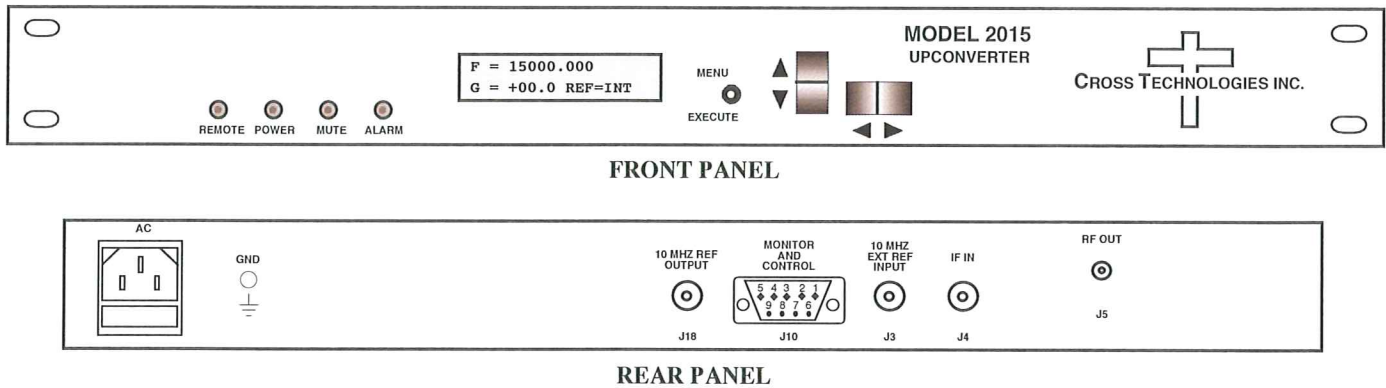 MODEL 2015
UPCONVERTER
F = 15000.000
G = +00.0 REF=INT
MENU
EXECUTE
CROSS TECHNOLOGIES INC.
REMOTE POWER MUTE ALARM
FRONT PANEL
AC
GND
10 MHZ REF
OUTPUT
J18
MONITOR
AND
CONTROL
5 4 3 2 1
9 8 7 6
J10
10 MHZ
EXT REF
INPUT
J3
IF IN
J4
RF OUT
J5
REAR PANEL